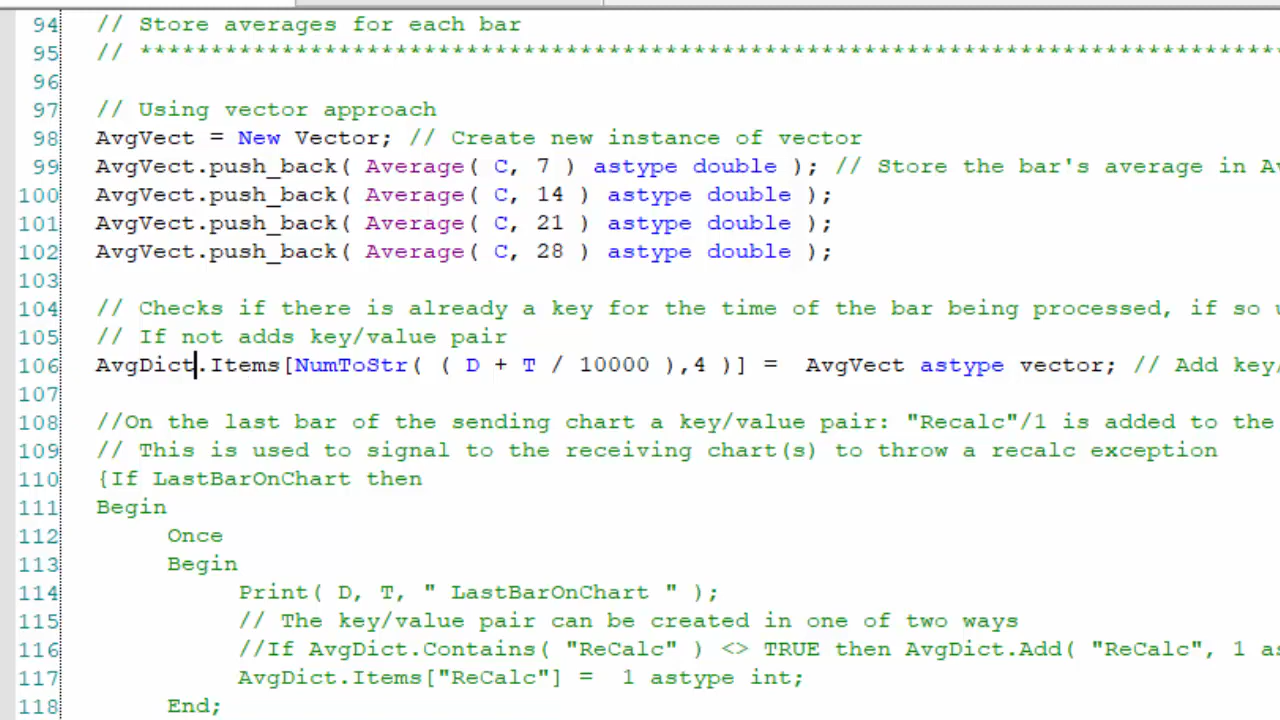 94 // Store averages for each bar
95 // ********************************************************************************
96
97 // Using vector approach
98 AvgVect = New Vector; // Create new instance of vector
99 AvgVect.push_back( Average( C, 7 ) astype double ); // Store the bar's average in Av
100 AvgVect.push_back( Average( C, 14 ) astype double );
101 AvgVect.push_back( Average( C, 21 ) astype double );
102 AvgVect.push_back( Average( C, 28 ) astype double );
103
104 // Checks if there is already a key for the time of the bar being processed, if so u
105 // If not adds key/value pair
106 AvgDict.Items[NumToStr( ( D + T / 10000 ),4 )] = AvgVect astype vector; // Add key/
107
108 //On the last bar of the sending chart a key/value pair: "Recalc"/1 is added to the
109 // This is used to signal to the receiving chart(s) to throw a recalc exception
110 {If LastBarOnChart then
111 Begin
112 Once
113 Begin
114 Print( D, T, " LastBarOnChart " );
115 // The key/value pair can be created in one of two ways
116 //If AvgDict.Contains( "ReCalc" ) <> TRUE then AvgDict.Add( "ReCalc", 1 as
117 AvgDict.Items["ReCalc"] = 1 astype int;
118 End;